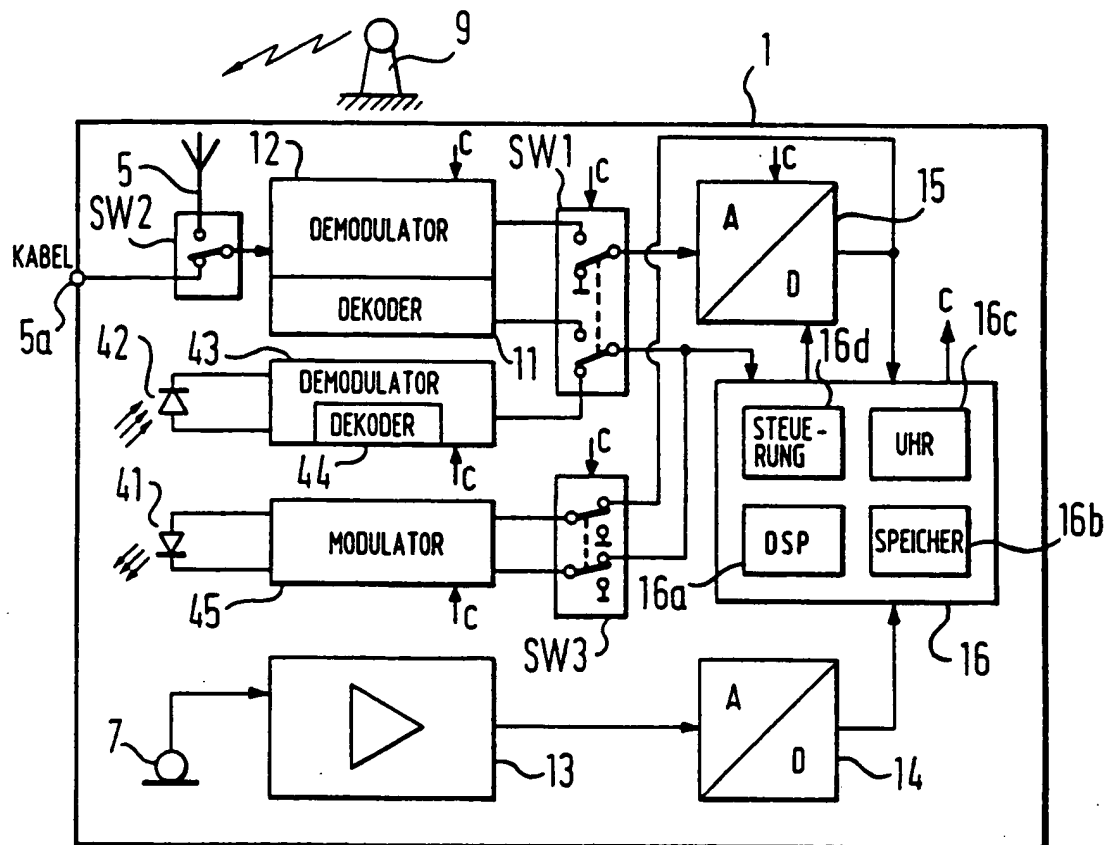 9
1
12
C
SW1
C
C
5
SW2
DEMODULATOR
A
D
15
KABEL
5a
DEKODER
11
C
16c
16d
42
43
DEMODULATOR
DEKODER
44
C
STEUE-
RUNG
UHR
41
C
MODULATOR
DSP
SPEICHER
16b
45
C
16a
SW3
16
7
13
A
D
14